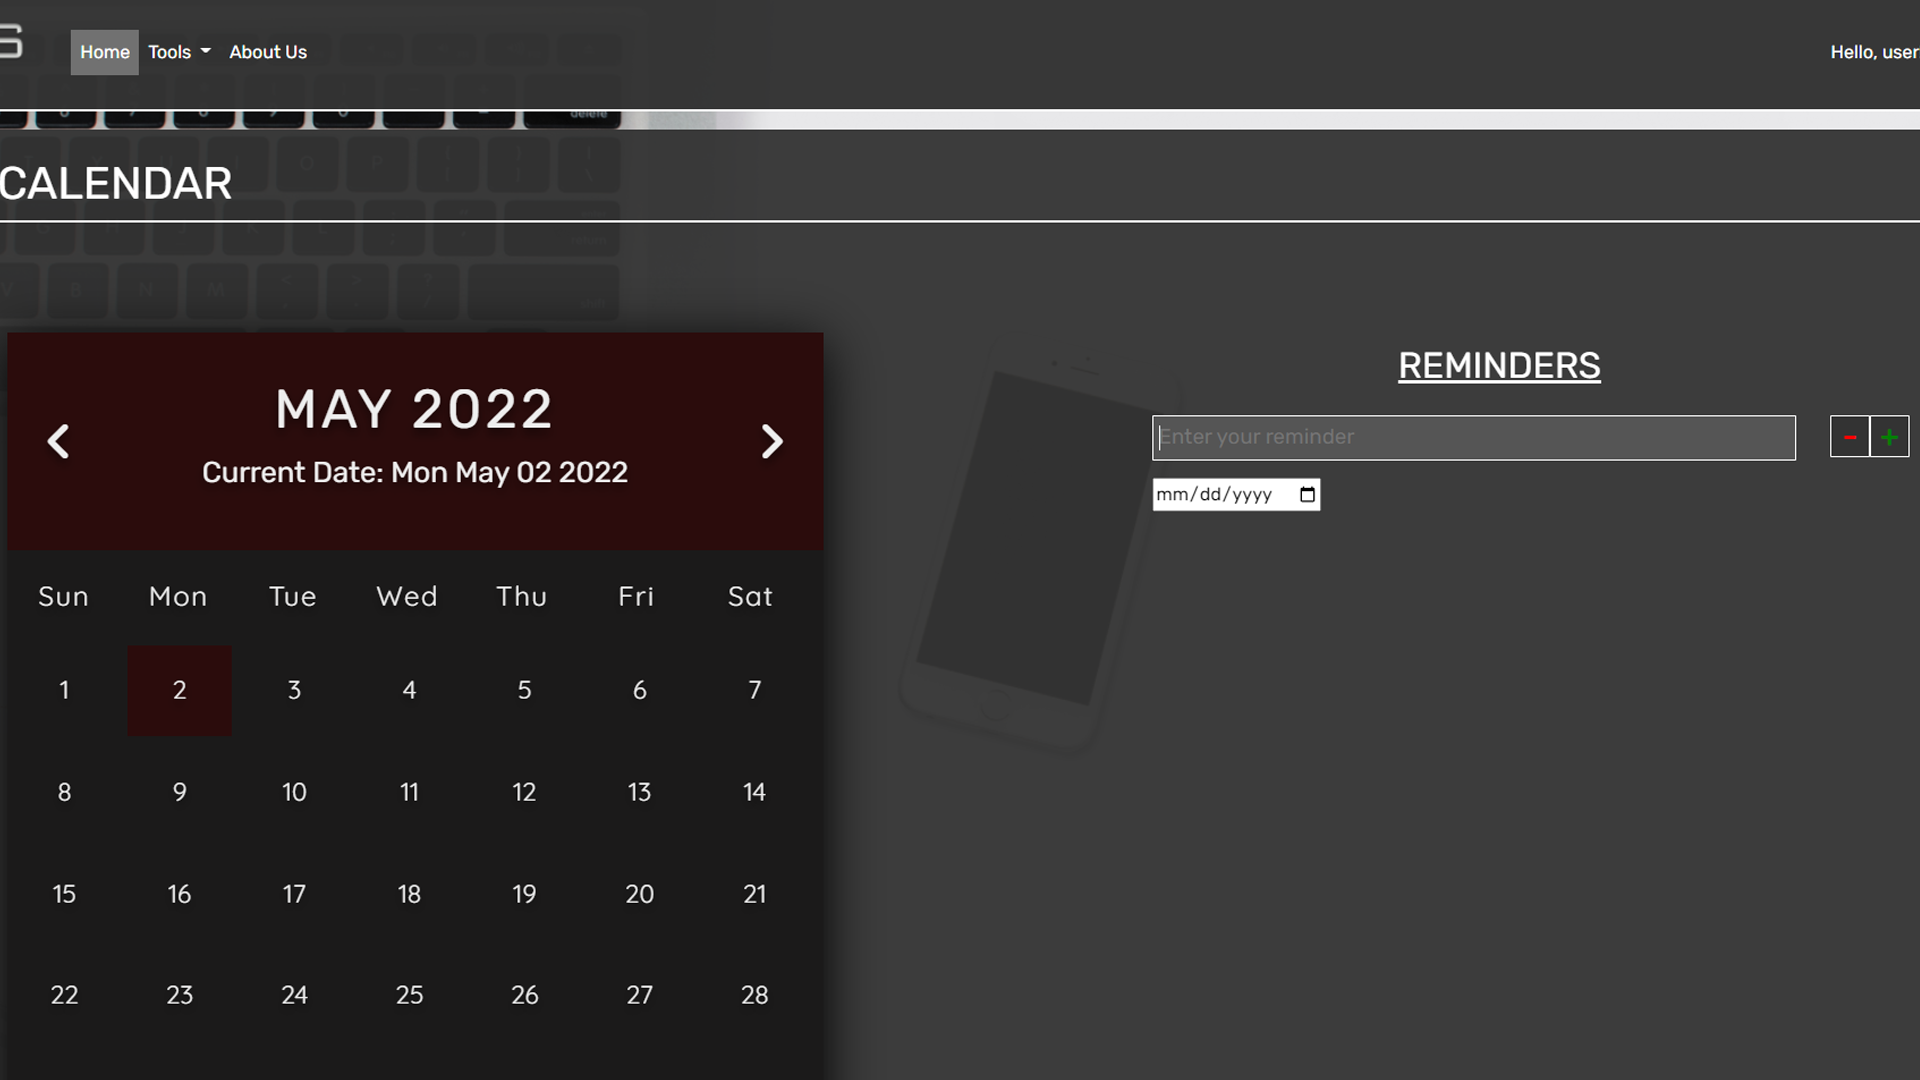 Home Tools About Us Hello, user
delete
CALENDAR
MAY 2022
Current Date: Mon May 02 2022
Sun Mon Tue Wed Thu Fri Sat
1 2 3 4 5 6 7
8 9 10 11 12 13 14
15 16 17 18 19 20 21
22 23 24 25 26 27 28
REMINDERS
Enter your reminder
- +
mm/dd/yyyy